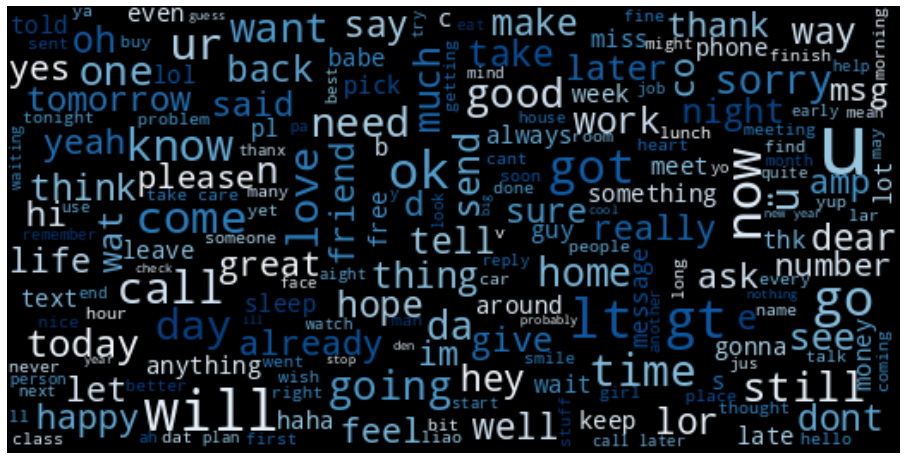 told
ya
even
guess
sent
buy
oh
ur
want
say
c
try
eat
make
fine
thank
way
might
morning
yes
one
lol
back
babe
best
pick
much
getting
mind
take
miss
phone
finish
later
job
co
sorry
msg
help
tomorrow
said
good
week
night
early
mean
tonight
problem
pl
need
house
work
lunch
meeting
waiting
yeah
know
thanx
pa
b
always
room
heart
cant
soon
find
month
may
u
think
please
n
love
friend
ok
send
got
meet
yo
now
quite
amp
lot
hi
use
take care
many
yet
free
y
d
look
big
done
something
sure
cool
ü
new year
yup
lar
remember
wat
come
someone
tell
v
guy
really
thk
dear
life
leave
check
great
face
aight
thing
reply
car
people
home
message
long
ask
every
number
text
end
call
sleep
hope
around
another
nothing
name
go
nice
hour
day
ill
watch
man
da
probably
lt
gt
e
see
money
today
already
den
im
give
smile
time
gonna
talk
coming
never
year
anything
went
stop
going
hey
wait
girl
jus
s
place
still
person
next
let
better
wish
right
start
stuff
thought
ll
happy
will
haha
feel
bit
well
keep
lor
late
dont
class
ah
dat
plan
first
liao
call later
hello